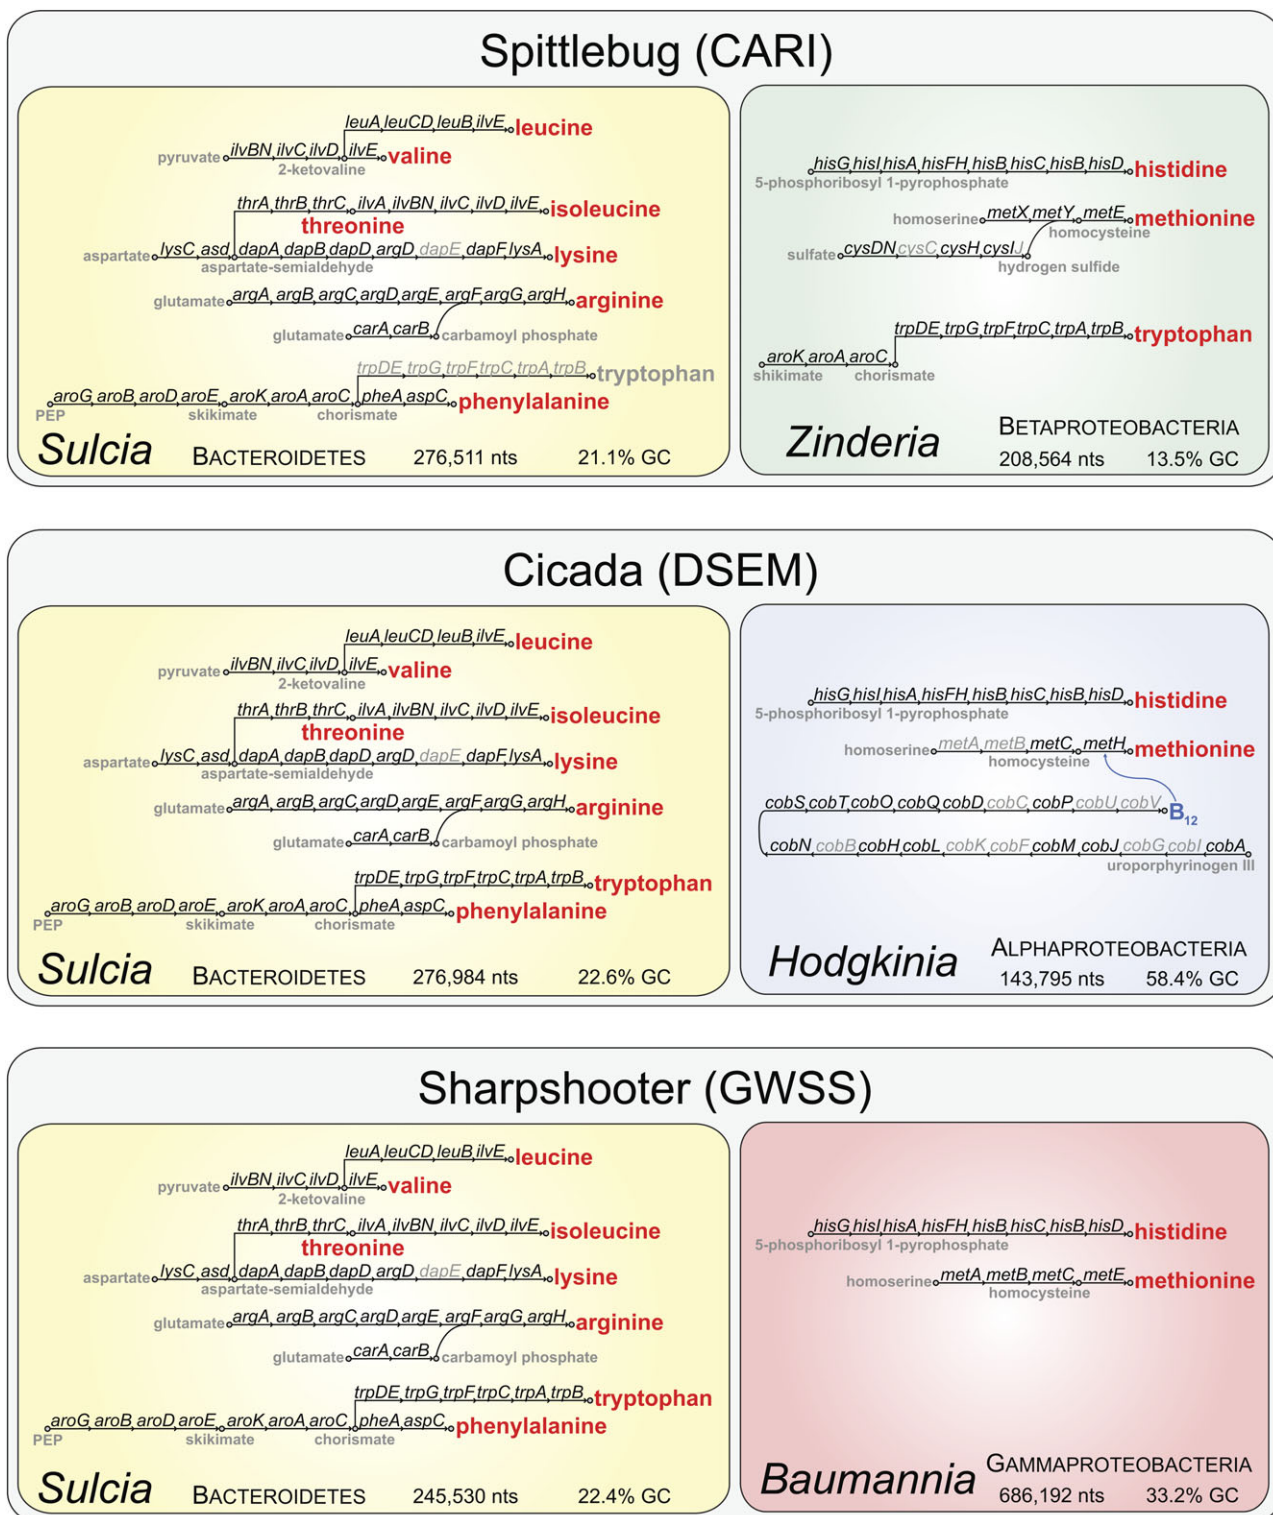 Spittlebug (CARI)
leuA leuCD leuB ilvE leucine
pyruvate ilvBN ilvC ilvD ilvE valine
2-ketovaline
thrA thrB thrC ilvA ilvBN ilvC ilvD ilvE isoleucine
threonine
aspartate lysC asd dapA dapB dapD argD dapE dapF lysA lysine
aspartate-semialdehyde
glutamate argA argB argC argD argE argF argG argH arginine
glutamate carA carB carbamoyl phosphate
trpDE trpG trpF trpC trpA trpB tryptophan
aroG aroB aroD aroE aroK aroA aroC pheA aspC phenylalanine
PEP skikimate chorismate
Sulcia BACTEROIDETES 276,511 nts 21.1% GC
hisG hisI hisA hisFH hisB hisC hisB hisD histidine
5-phosphoribosyl 1-pyrophosphate
homoserine metX metY metE methionine
homocysteine
sulfate cysDN cysC cysH cysIJ
hydrogen sulfide
trpDE trpG trpF trpC trpA trpB tryptophan
aroK aroA aroC
shikimate chorismate
Zinderia BETAPROTEOBACTERIA
208,564 nts 13.5% GC
Cicada (DSEM)
leuA leuCD leuB ilvE leucine
pyruvate ilvBN ilvC ilvD ilvE valine
2-ketovaline
thrA thrB thrC ilvA ilvBN ilvC ilvD ilvE isoleucine
threonine
aspartate lysC asd dapA dapB dapD argD dapE dapF lysA lysine
aspartate-semialdehyde
glutamate argA argB argC argD argE argF argG argH arginine
glutamate carA carB carbamoyl phosphate
trpDE trpG trpF trpC trpA trpB tryptophan
aroG aroB aroD aroE aroK aroA aroC pheA aspC phenylalanine
PEP skikimate chorismate
Sulcia BACTEROIDETES 276,984 nts 22.6% GC
hisG hisI hisA hisFH hisB hisC hisB hisD histidine
5-phosphoribosyl 1-pyrophosphate
homoserine metA metB metC metH methionine
homocysteine
cobS cobT cobO cobQ cobD cobC cobP cobU cobV B12
cobN cobB cobH cobL cobK cobF cobM cobJ cobG cobI cobA
uroporphyrinogen III
Hodgkinia ALPHAPROTEOBACTERIA
143,795 nts 58.4% GC
Sharpshooter (GWSS)
leuA leuCD leuB ilvE leucine
pyruvate ilvBN ilvC ilvD ilvE valine
2-ketovaline
thrA thrB thrC ilvA ilvBN ilvC ilvD ilvE isoleucine
threonine
aspartate lysC asd dapA dapB dapD argD dapE dapF lysA lysine
aspartate-semialdehyde
glutamate argA argB argC argD argE argF argG argH arginine
glutamate carA carB carbamoyl phosphate
trpDE trpG trpF trpC trpA trpB tryptophan
aroG aroB aroD aroE aroK aroA aroC pheA aspC phenylalanine
PEP skikimate chorismate
Sulcia BACTEROIDETES 245,530 nts 22.4% GC
hisG hisI hisA hisFH hisB hisC hisB hisD histidine
5-phosphoribosyl 1-pyrophosphate
homoserine metA metB metC metE methionine
homocysteine
Baumannia GAMMAPROTEOBACTERIA
686,192 nts 33.2% GC